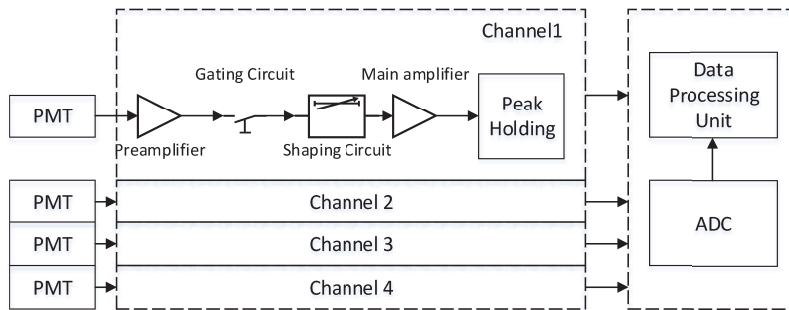 Channel1
Gating Circuit
Main amplifier
PMT
Preamplifier
Shaping Circuit
Peak
Holding
Data
Processing
Unit
PMT
Channel 2
PMT
Channel 3
PMT
Channel 4
ADC